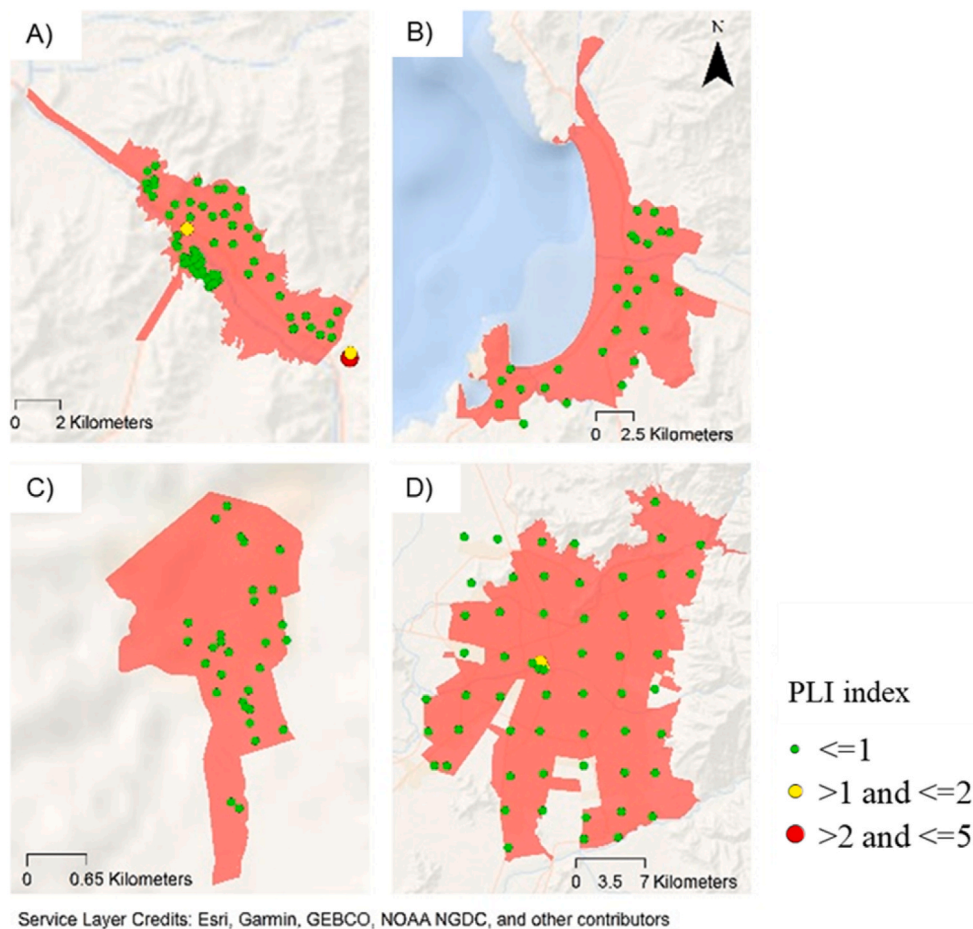 A)
B)
N
0 2 Kilometers
0 2.5 Kilometers
C)
D)
0 0.65 Kilometers
0 3.5 7 Kilometers
PLI index
<=1
>1 and <=2
>2 and <=5
Service Layer Credits: Esri, Garmin, GEBCO, NOAA NGDC, and other contributors